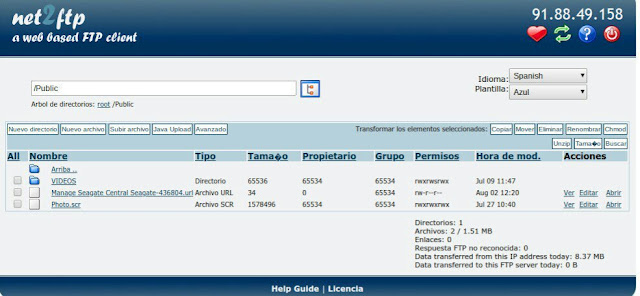 net2ftp
a web based FTP client
91.88.49.158
/Public
Arbol de directorios: root /Public
Idioma: Spanish
Plantilla: Azul
Nuevo directorio Nuevo archivo Subir archivo Java Upload Avanzado Transformar los elementos seleccionados: Copiar Mover Eliminar Renombrar Chmod
Unzip Tama�o Buscar
All Nombre Tipo Tama�o Propietario Grupo Permisos Hora de mod. Acciones
Arriba ..
VIDEOS Directorio 65536 65534 65534 rwxrwsrwx Jul 09 11:47
Manage Seagate Central Seagate-436804.url Archivo URL 34 0 65534 rw-r--r-- Aug 02 12:20 Ver Editar Abrir
Photo.scr Archivo SCR 1578496 65534 65534 rwxrwxrwx Jul 27 10:40 Ver Editar Abrir
Directorios: 1
Archivos: 2 / 1.51 MB
Enlaces: 0
Respuesta FTP no reconocida: 0
Data transferred from this IP address today: 8.37 MB
Data transferred to this FTP server today: 0 B
Help Guide | Licencia